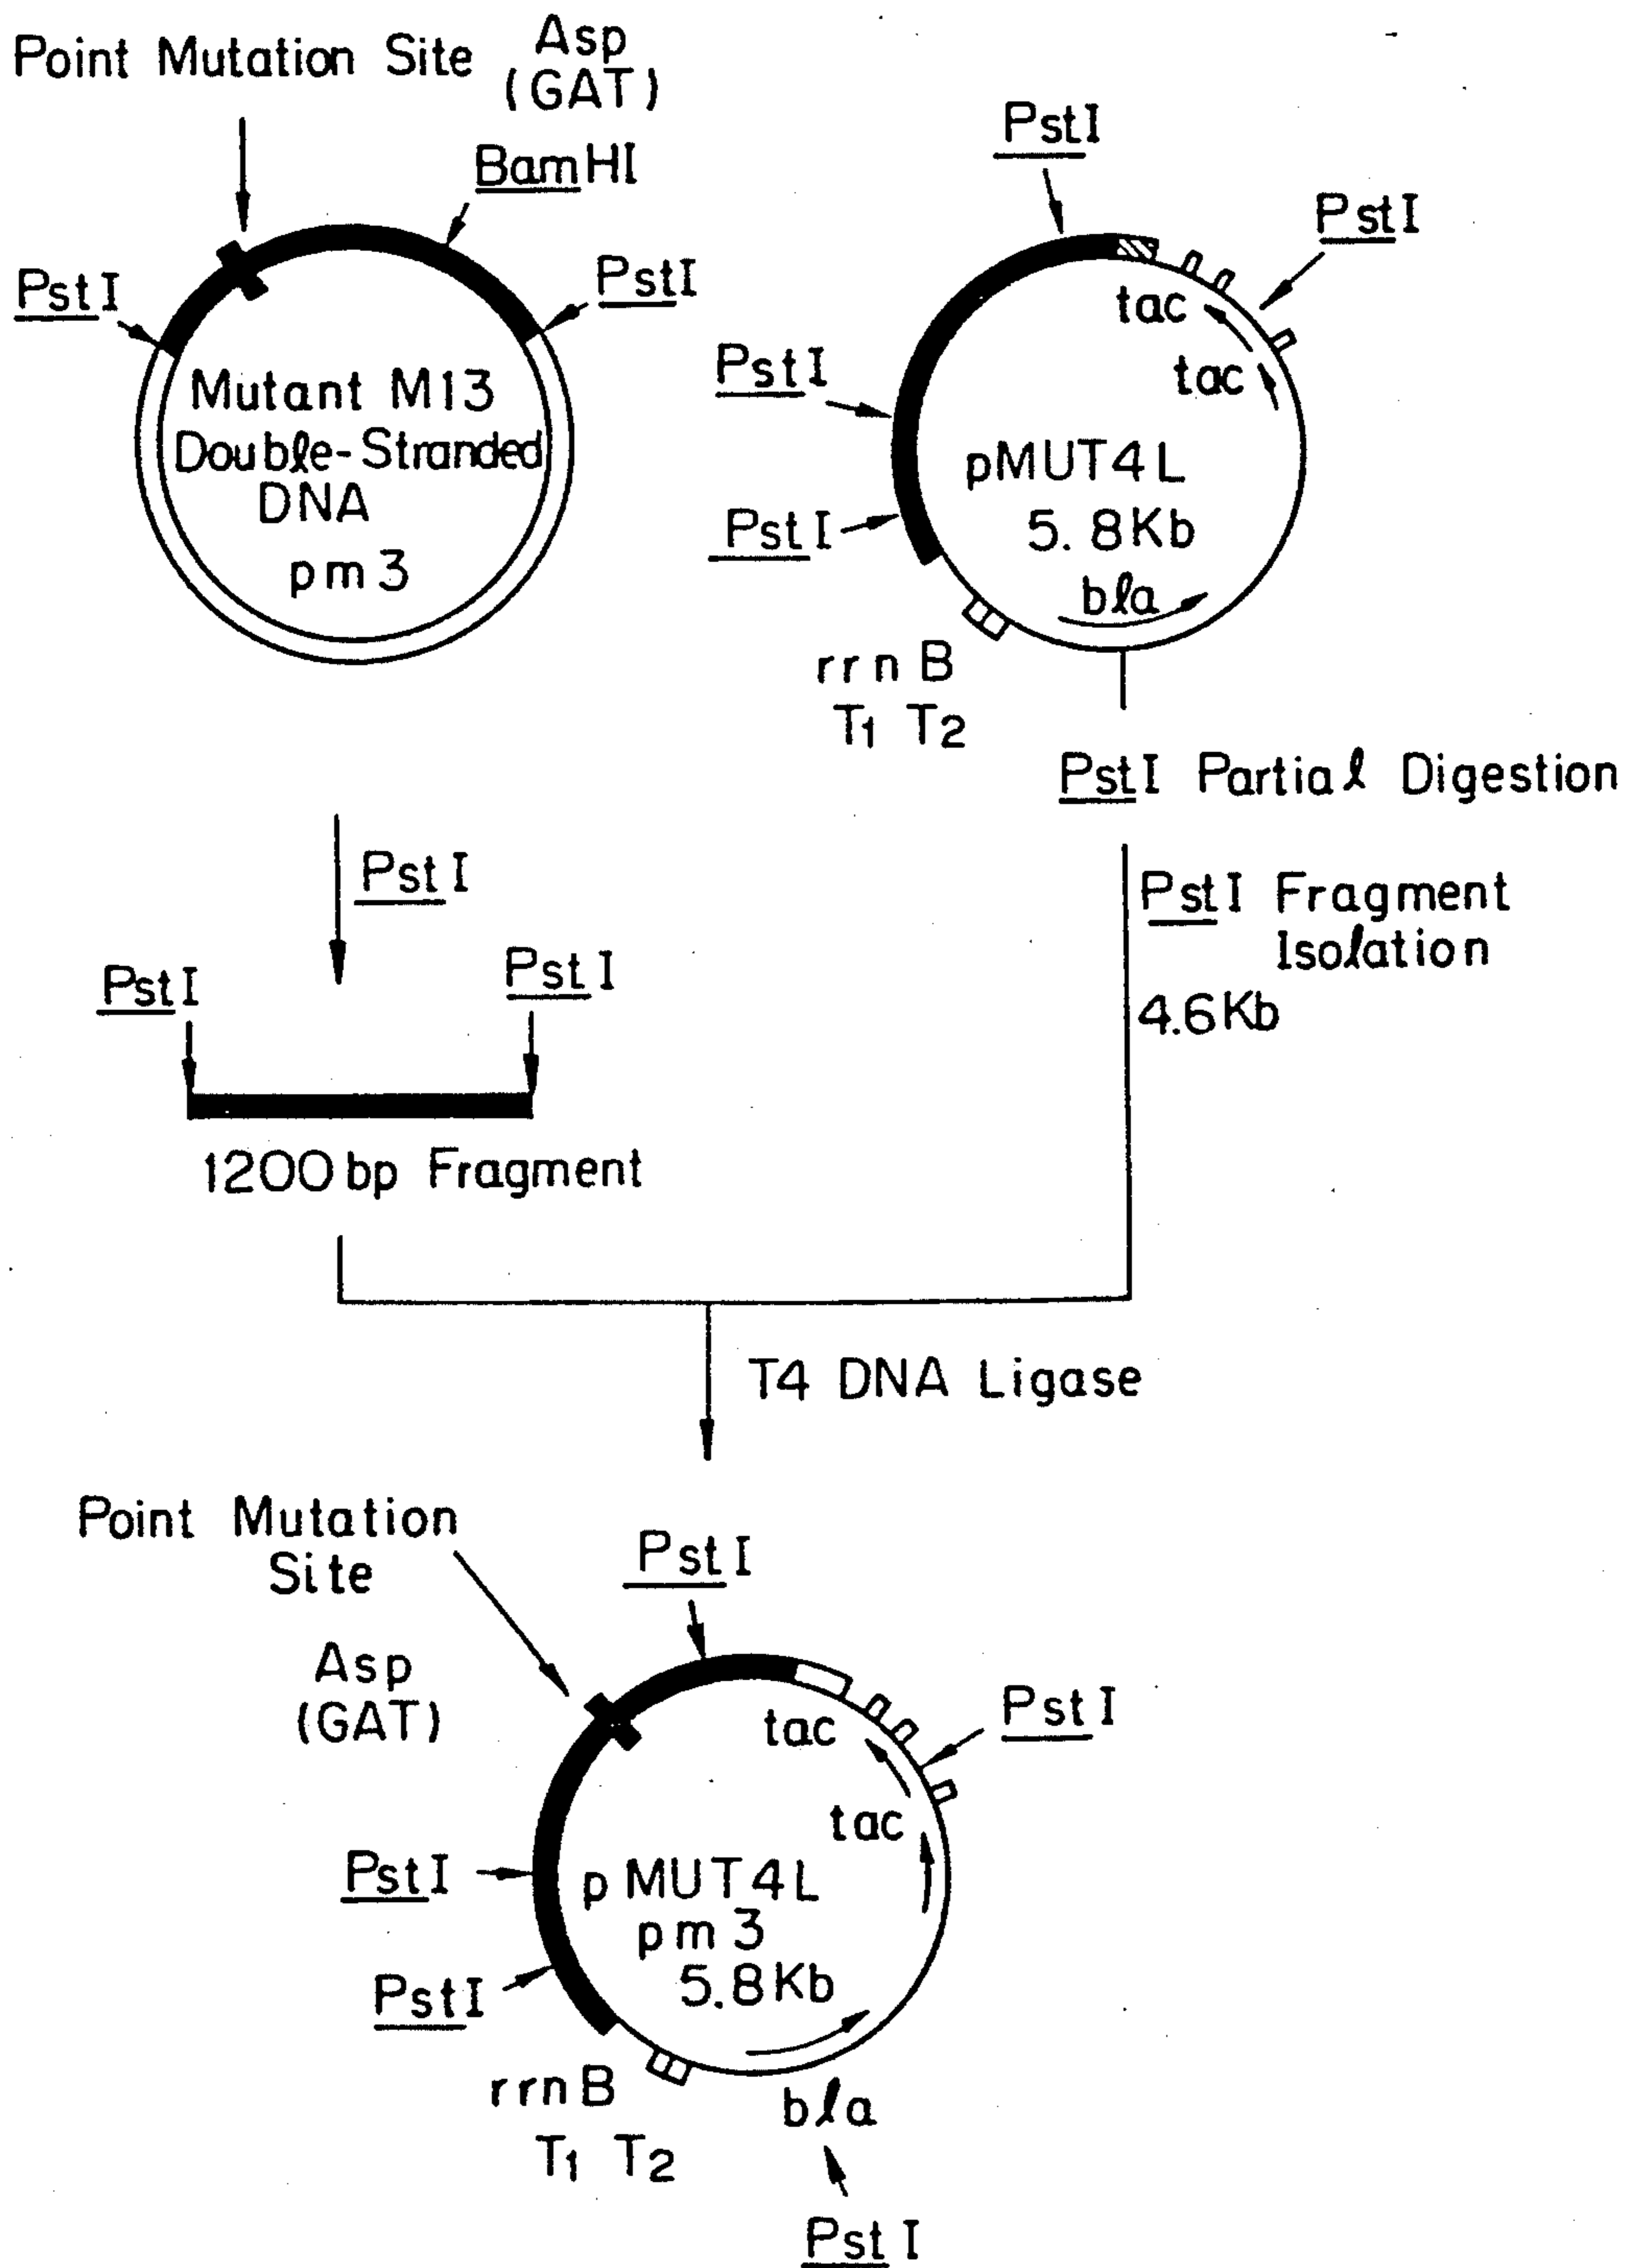 Point Mutation Site
Asp
(GAT)
BamHI
PstI
PstI
Mutant M13
Double-Stranded
DNA
pm3
PstI
PstI
tac
tac
PstI
pMUT4L
PstI
5.8Kb
bla
rrnB
T1 T2
PstI Partial Digestion
PstI
PstI Fragment
Isolation
4.6Kb
PstI
PstI
1200bp Fragment
T4 DNA Ligase
Point Mutation
Site
PstI
Asp
(GAT)
PstI
tac
tac
PstI
pMUT4L
pm3
5.8Kb
PstI
rrnB
T1 T2
bla
PstI